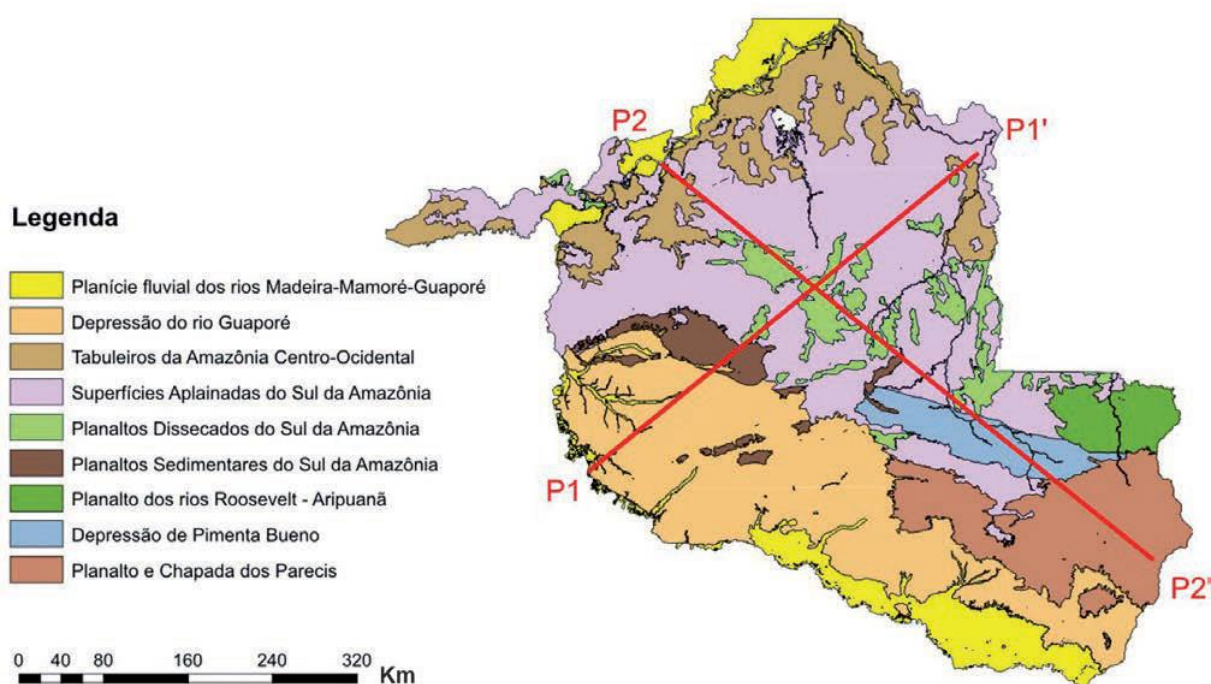 P2
P1'
Legenda
Planície fluvial dos rios Madeira-Mamoré-Guaporé
Depressão do rio Guaporé
Tabuleiros da Amazônia Centro-Ocidental
Superfícies Aplainadas do Sul da Amazônia
Planaltos Dissecados do Sul da Amazônia
Planaltos Sedimentares do Sul da Amazônia
Planalto dos rios Roosevelt - Aripuanã
Depressão de Pimenta Bueno
Planalto e Chapada dos Parecis
P1
P2'
0 40 80 160 240 320 Km